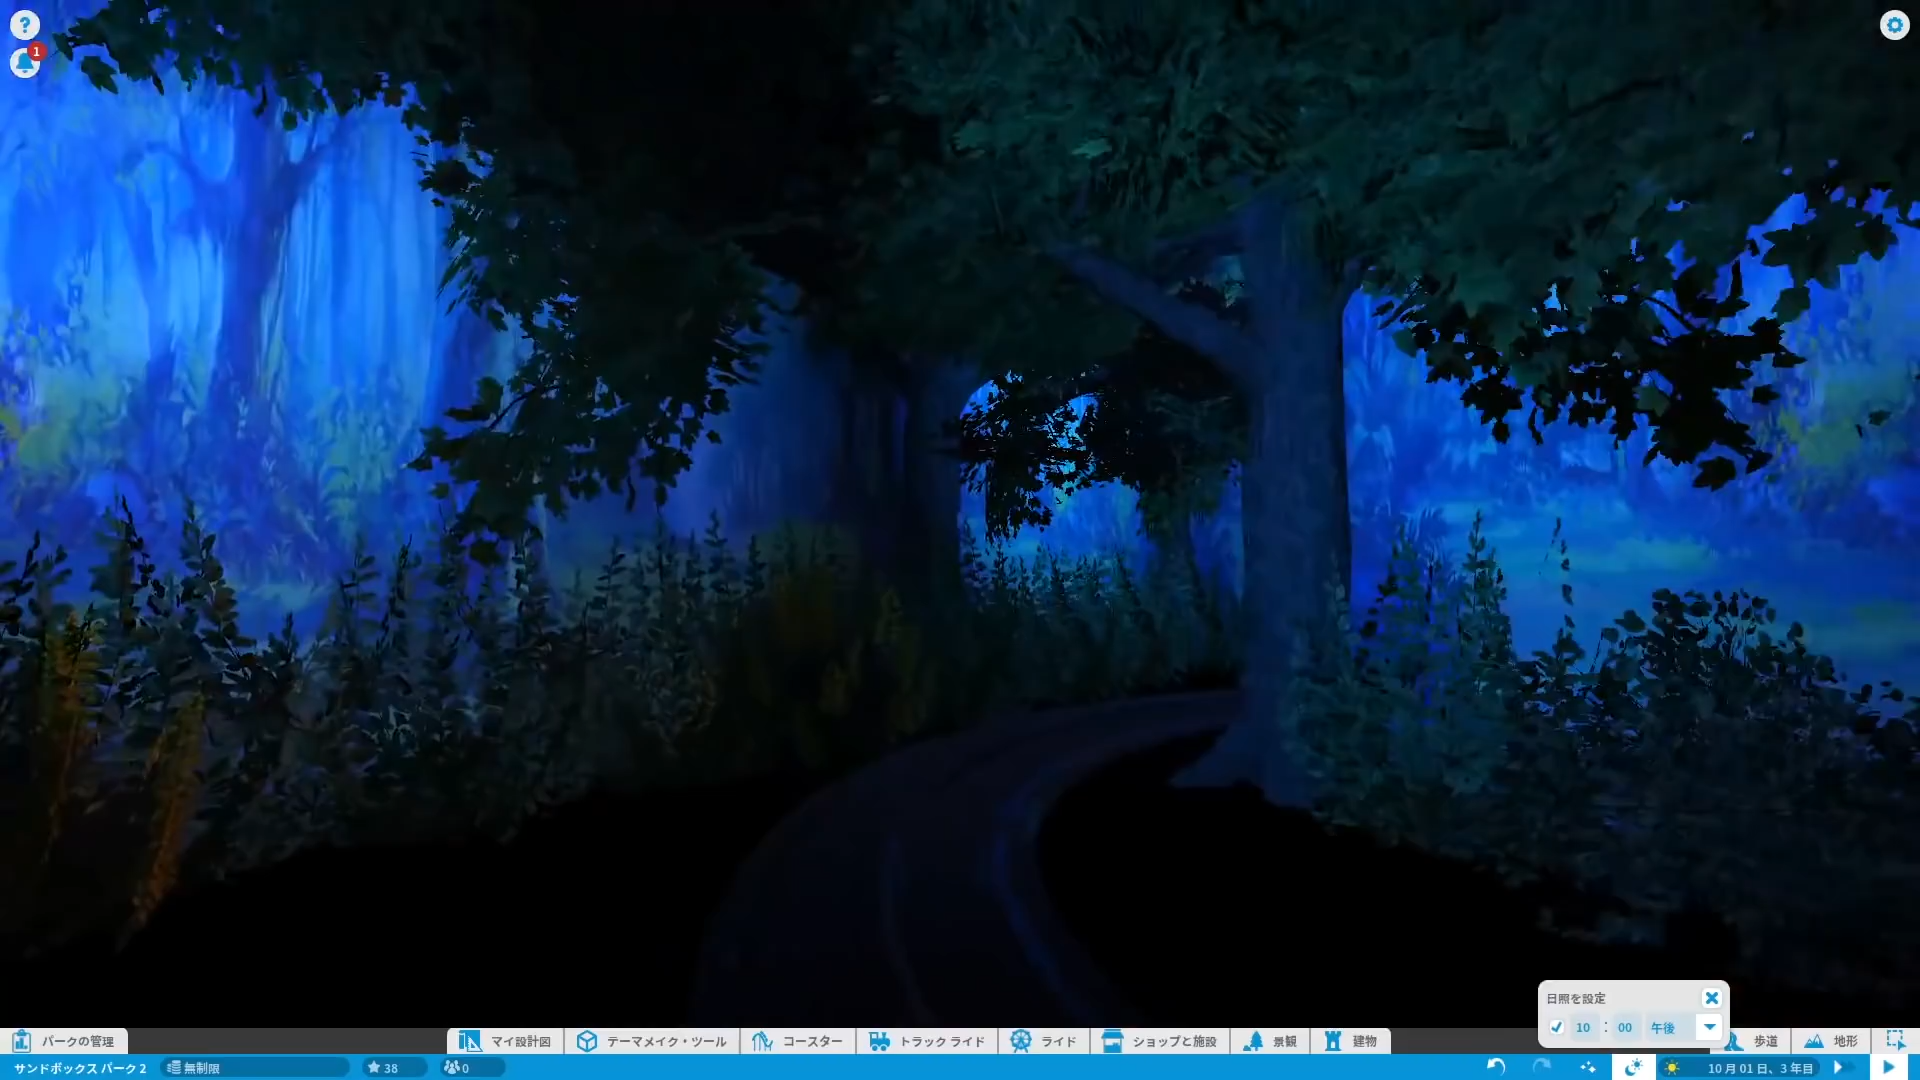 ?
1
日照を設定
10 : 00 午後
パークの管理
マイ設計図
テーマメイク・ツール
コースター
トラック ライド
ライド
ショップと施設
景観
建物
歩道
地形
サンドボックス パーク 2
無制限
38
0
10 月 01 日、3 年目